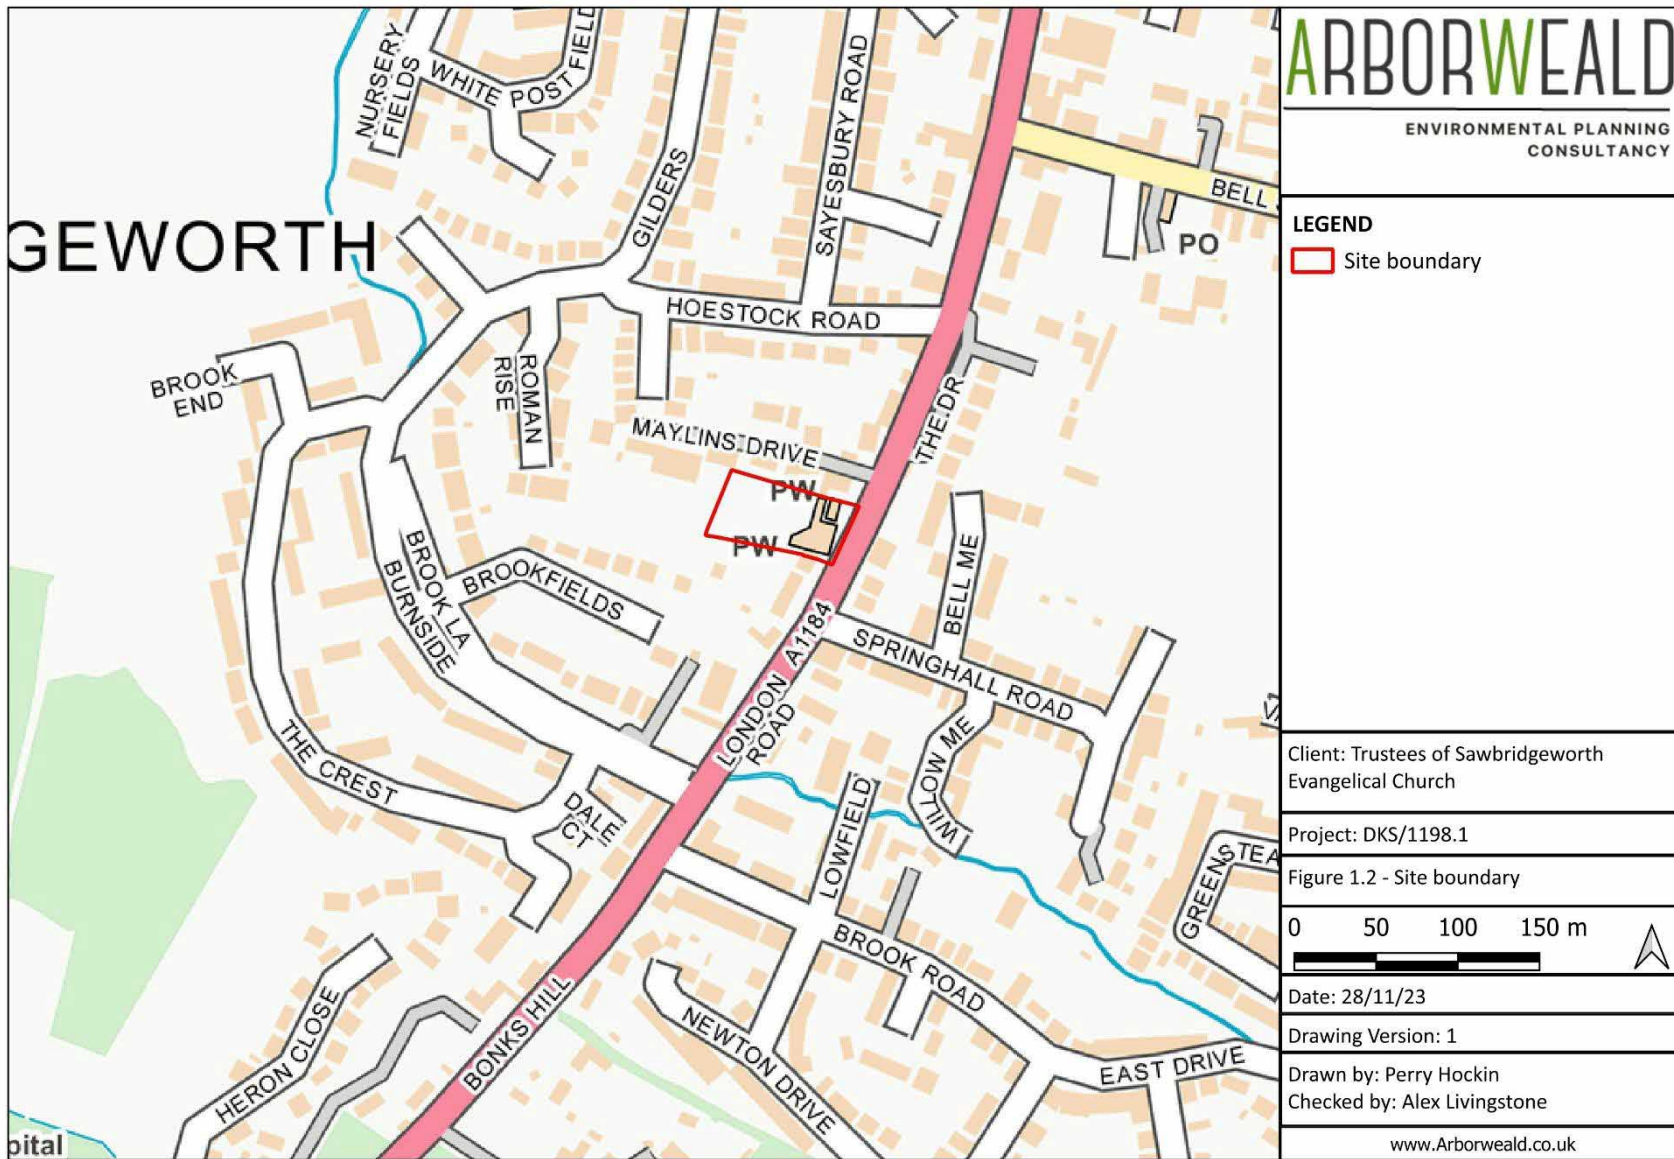 NURSERY
FIELDS
WHITE POST FIELD
GILDERS
SAYESBURY ROAD
BELL
PO
GEWORTH
HOESTOCK ROAD
BROOK
END
ROMAN
RISE
MAYLINS DRIVE
THE DR
PW
PW
BROOK LA
BURNSIDE
BROOKFIELDS
BELL ME
LONDON
ROAD
A1184
SPRINGHALL ROAD
WILLOW ME
THE CREST
DALE
CT
LOWFIELD
GREENSTEA
BROOK ROAD
BONKS HILL
HERON CLOSE
NEWTON DRIVE
EAST DRIVE
pital
ARBORWEALD
ENVIRONMENTAL PLANNING
CONSULTANCY
LEGEND
Site boundary
Client: Trustees of Sawbridgeworth
Evangelical Church
Project: DKS/1198.1
Figure 1.2 - Site boundary
0 50 100 150 m
Date: 28/11/23
Drawing Version: 1
Drawn by: Perry Hockin
Checked by: Alex Livingstone
www.Arborweald.co.uk